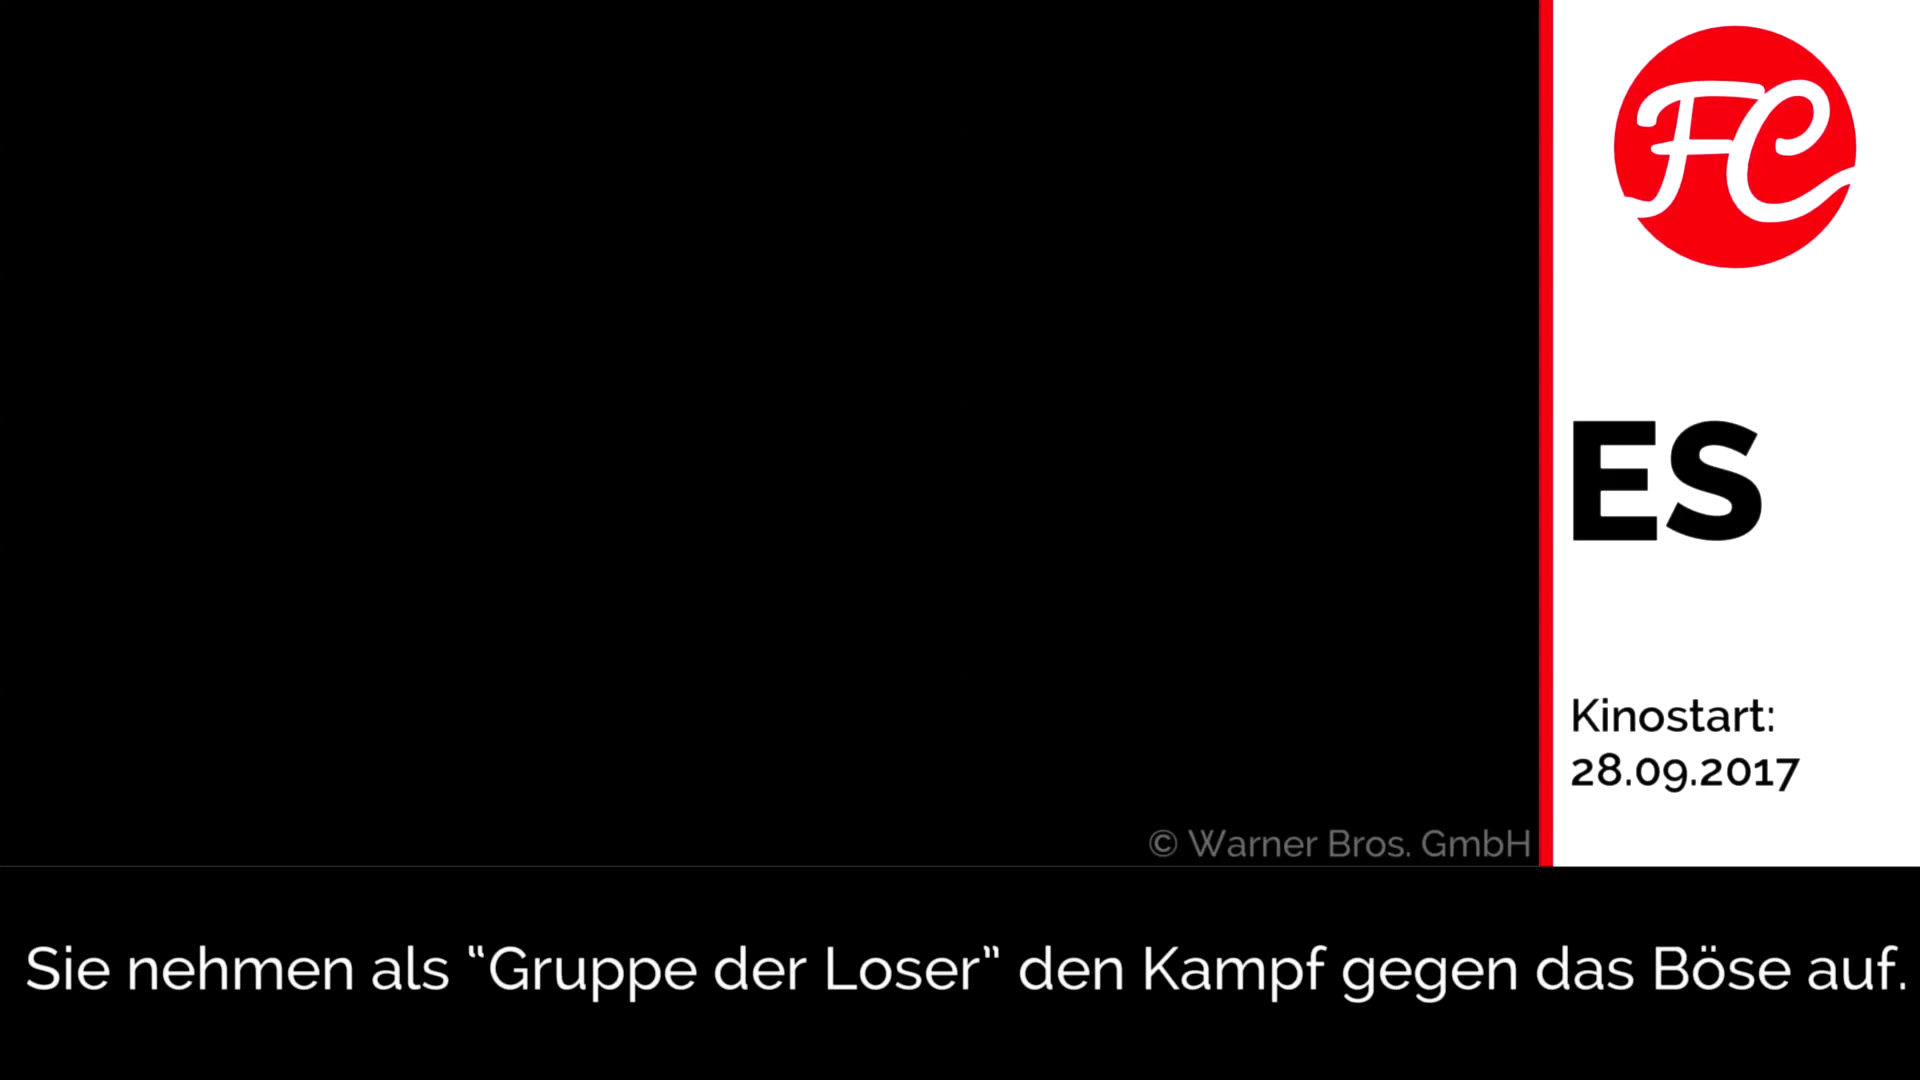 FC
ES
Kinostart:
28.09.2017
© Warner Bros. GmbH
Sie nehmen als “Gruppe der Loser” den Kampf gegen das Böse auf.